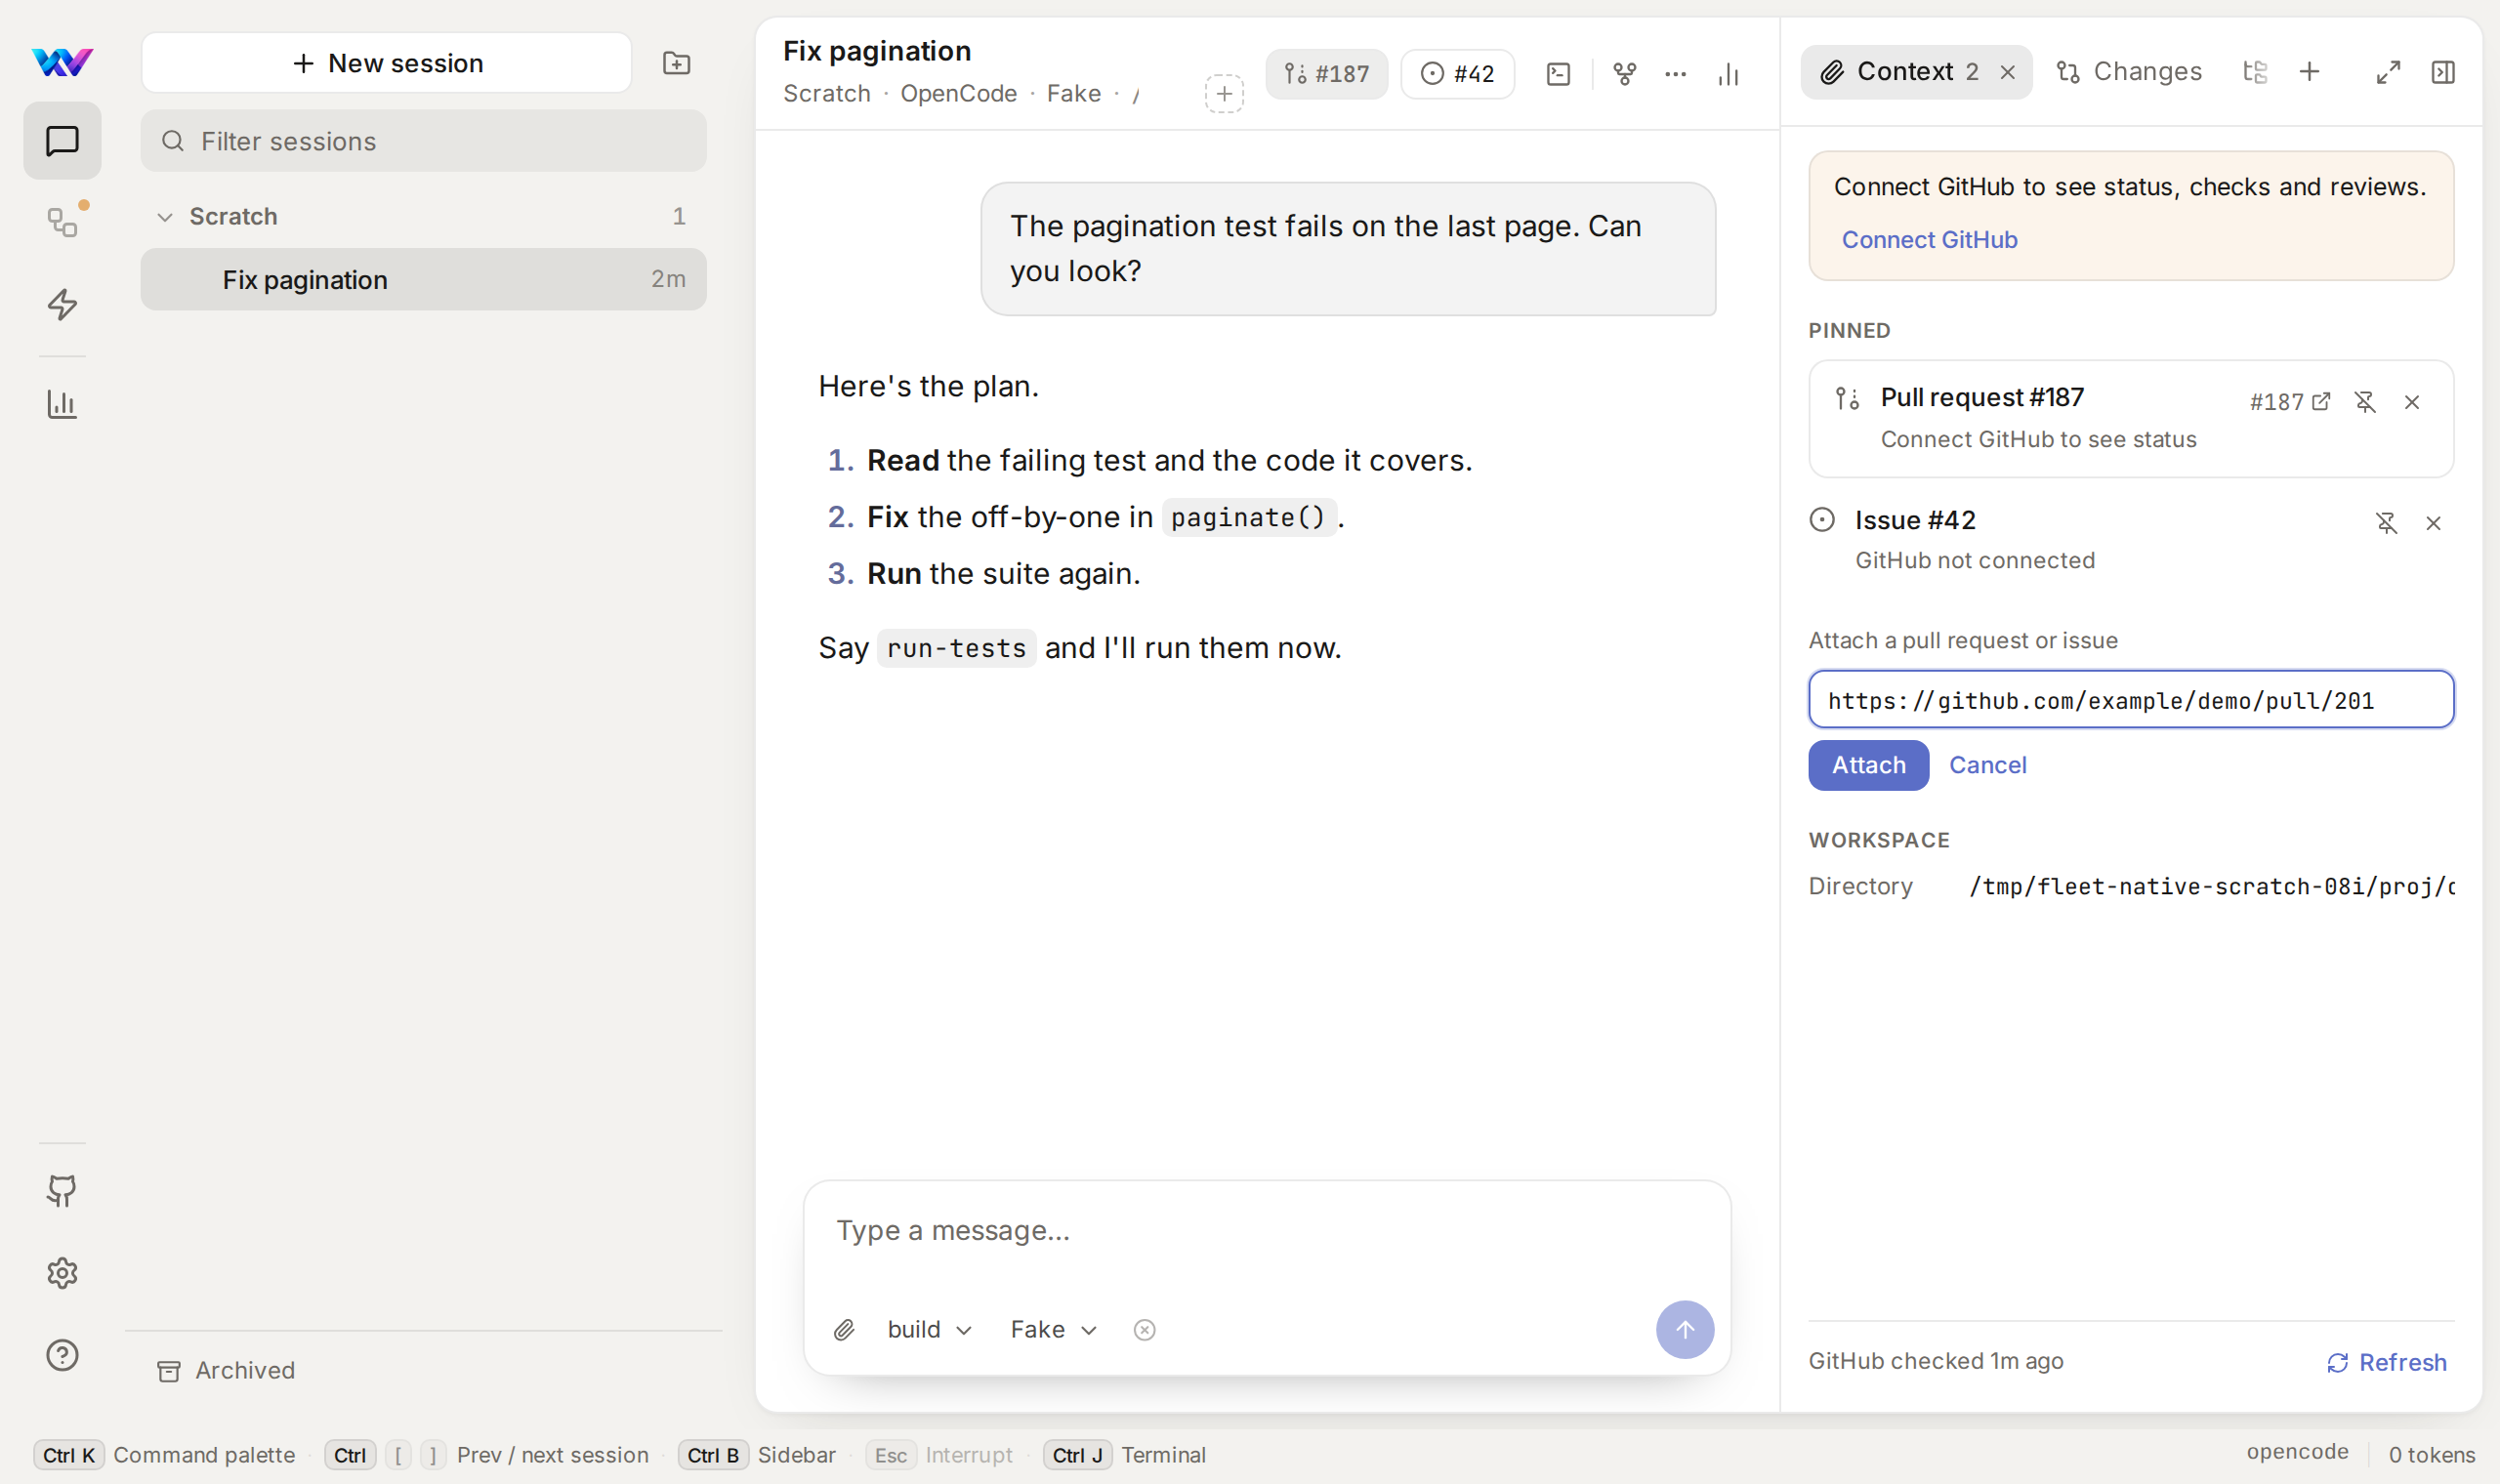 New session
Filter sessions
Scratch 1
Fix pagination 2m
Archived
Fix pagination
Scratch · OpenCode · Fake · /
#187
#42
The pagination test fails on the last page. Can
you look?
Here's the plan.
1. Read the failing test and the code it covers.
2. Fix the off-by-one in paginate().
3. Run the suite again.
Say run-tests and I'll run them now.
Type a message...
build
Fake
Context 2
Changes
Connect GitHub to see status, checks and reviews.
Connect GitHub
PINNED
Pull request #187 #187
Connect GitHub to see status
Issue #42
GitHub not connected
Attach a pull request or issue
https://github.com/example/demo/pull/201
Attach Cancel
WORKSPACE
Directory /tmp/fleet-native-scratch-08i/proj/
GitHub checked 1m ago Refresh
Ctrl K Command palette · Ctrl [ ] Prev / next session · Ctrl B Sidebar · Esc Interrupt · Ctrl J Terminal
opencode 0 tokens